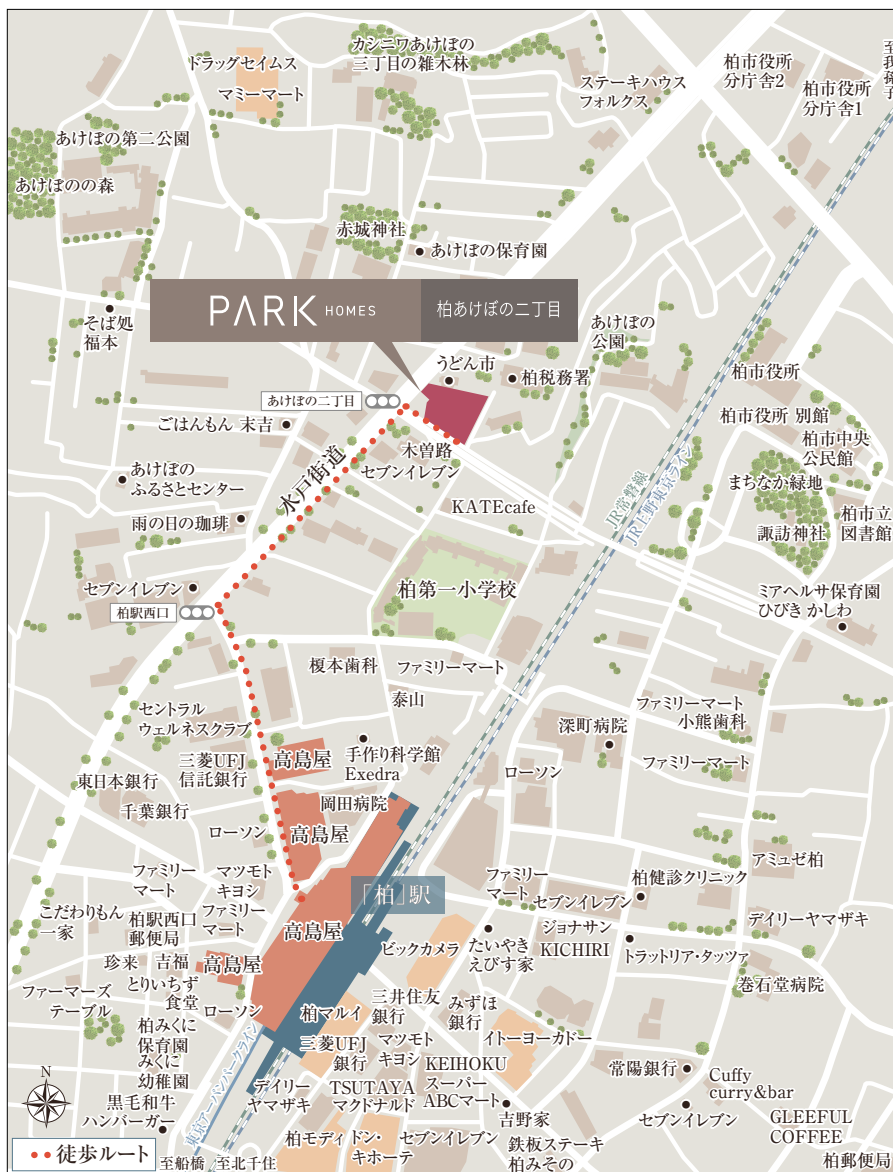 カシニワあけぼの
三丁目の雑木林
ドラッグセイムス
マミーマート
ステーキハウス
フォルクス
柏市役所
分庁舎2
柏市役所
分庁舎1
至我孫子
あけぼの第二公園
あけぼのの森
赤城神社
あけぼの保育園
PARK HOMES
柏あけぼの二丁目
そば処
福本
あけぼの
公園
うどん市
柏税務署
柏市役所
あけぼの二丁目
ごはんもん 末吉
柏市役所 別館
柏市中央
公民館
木曽路
セブンイレブン
水戸街道
あけぼの
ふるさとセンター
JR常磐線
JR上野東京ライン
まちなか緑地
KATEcafe
雨の日の珈琲
諏訪神社
柏市立
図書館
セブンイレブン
柏駅西口
柏第一小学校
ミアヘルサ保育園
ひびき かしわ
榎本歯科
ファミリーマート
泰山
セントラル
ウェルネスクラブ
ファミリーマート
小熊歯科
深町病院
三菱UFJ
信託銀行
高島屋
手作り科学館
Exedra
ローソン
ファミリーマート
東日本銀行
千葉銀行
岡田病院
ローソン
高島屋
アミュゼ柏
ファミリー
マート
マツモト
キヨシ
「柏」駅
ファミリー
マート
柏健診クリニック
セブンイレブン
こだわりもん
一家
柏駅西口
郵便局
ファミリー
マート
高島屋
ビックカメラ
たいやき
えびす家
ジョナサン
KICHIRI
デイリーヤマザキ
トラットリア・タッツァ
珍来
吉福
高島屋
巻石堂病院
ファーマーズ
テーブル
とりいちず
食堂
ローソン
柏マルイ
三井住友
銀行
みずほ
銀行
柏みくに
保育園
みくに
幼稚園
三菱UFJ
銀行
マツモト
キヨシ
イトーヨーカドー
KEIHOKU
スーパー
ABCマート
常陽銀行
Cuffy
curry&bar
N
黒毛和牛
ハンバーガー
東京アーバンパークライン
デイリー
ヤマザキ
TSUTAYA
マクドナルド
吉野家
セブンイレブン
GLEEFUL
COFFEE
徒歩ルート
至船橋
至北千住
柏モディ
ドン・
キホーテ
セブンイレブン
鉄板ステーキ
柏みその
柏郵便局